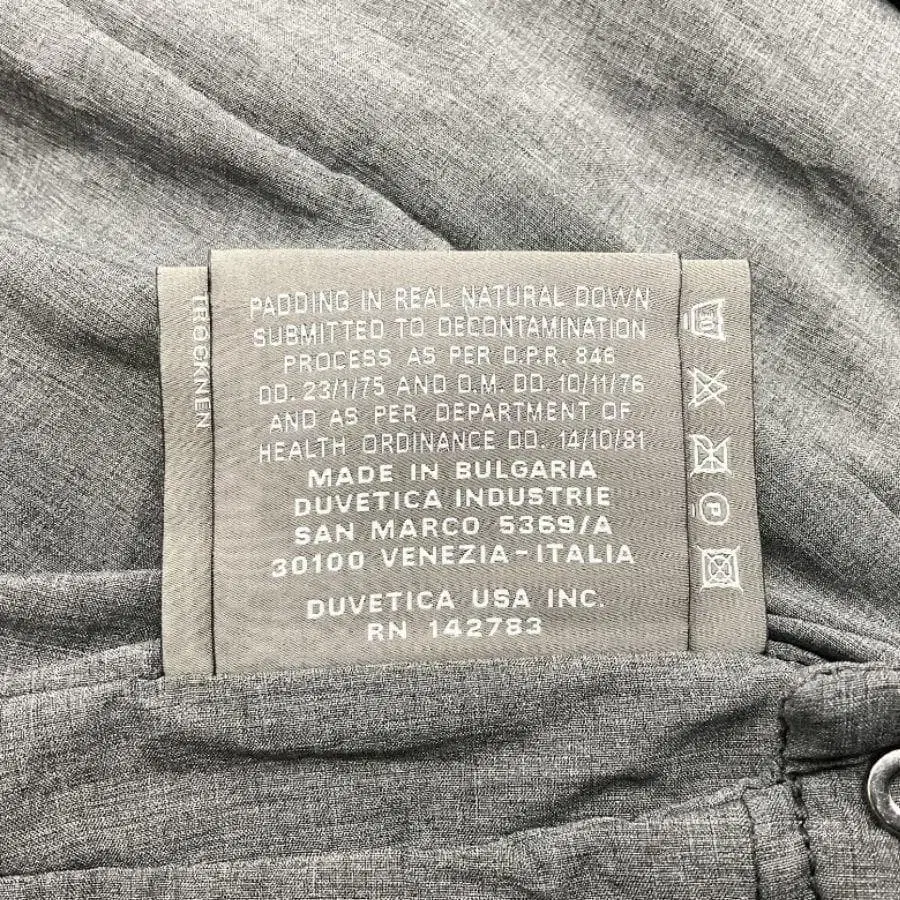 TROCKNEN
PADDING IN REAL NATURAL DOWN
SUBMITTED TO DECONTAMINATION
PROCESS AS PER D.P.R. 846
DD. 23/1/75 AND D.M. DD. 10/11/76
AND AS PER DEPARTMENT OF
HEALTH ORDINANCE DD. 14/10/81
MADE IN BULGARIA
DUVETICA INDUSTRIE
SAN MARCO 5369/A
30100 VENEZIA-ITALIA
DUVETICA USA INC.
RN 142783
30
P